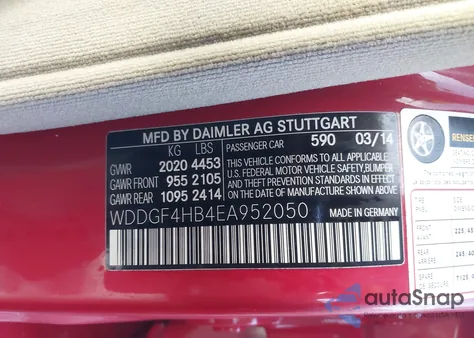 MFD BY DAIMLER AG STUTTGART
KG LBS
GVWR 2020 4453
GAWR FRONT 955 2105
GAWR REAR 1095 2414
PASSENGER CAR 590 03/14
THIS VEHICLE CONFORMS TO ALL APPLICABLE
U.S. FEDERAL MOTOR VEHICLE SAFETY, BUMPER,
AND THEFT PREVENTION STANDARDS IN EFFECT
ON THE DATE OF MANUFACTURE SHOWN ABOVE.
WDDGF4HB4EA952050
MADE IN GERMANY
autoSnap